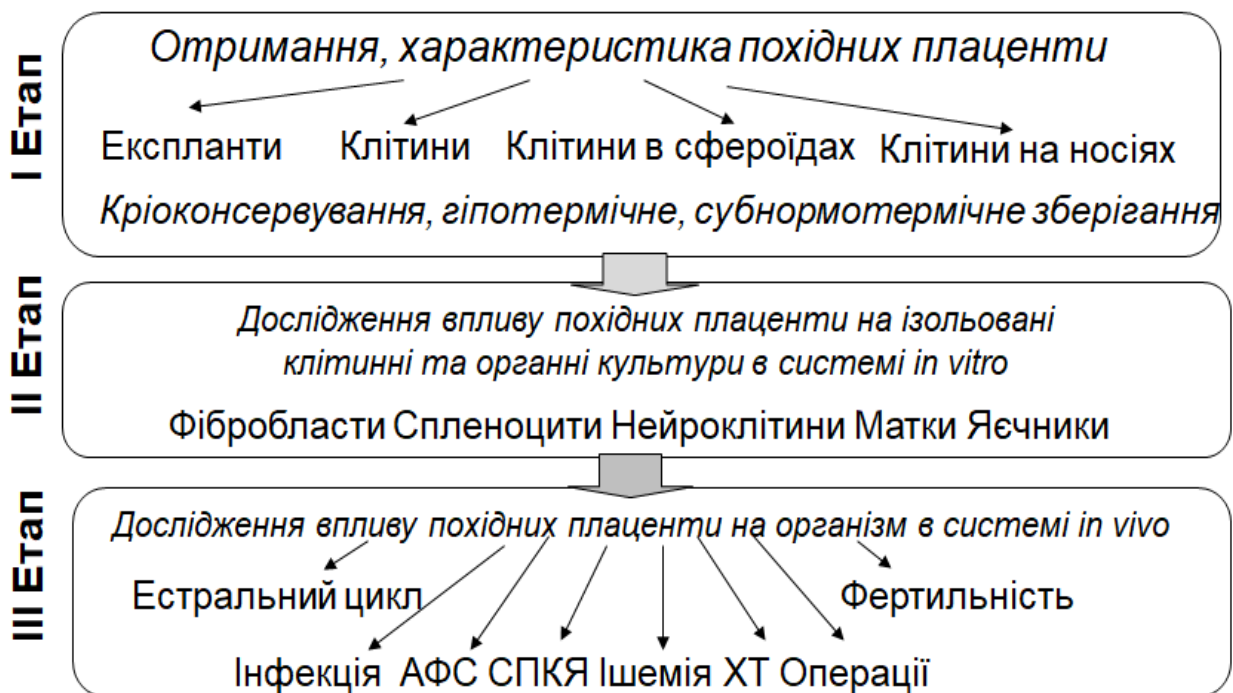 I Етап
Отримання, характеристика похідних плаценти
Експланти Клітини Клітини в сфероїдах Клітини на носіях
Кріоконсервування, гіпотермічне, субнормотермічне зберігання
II Етап
Дослідження впливу похідних плаценти на ізольовані
клітинні та органні культури в системі in vitro
Фібробласти Спленоцити Нейроклітини Матки Яєчники
III Етап
Дослідження впливу похідних плаценти на організм в системі in vivo
Естральний цикл Фертильність
Інфекція АФС СПКЯ Ішемія ХТ Операції